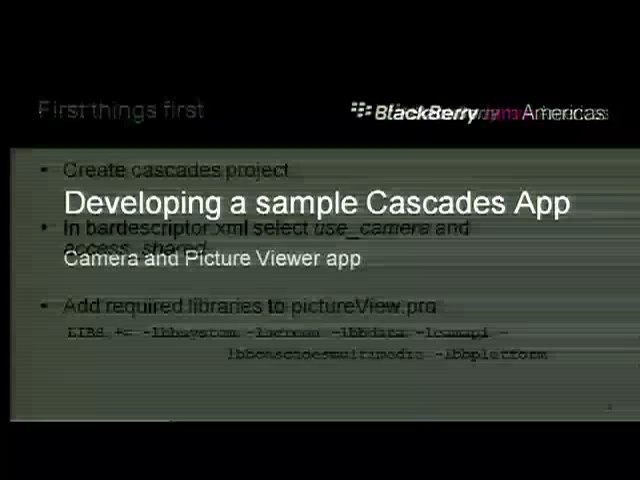 First things first
BlackBerry jam Americas
• Create cascades project
Developing a sample Cascades App
• In bardescriptor.xml select use_camera and
access_shared
Camera and Picture Viewer app
• Add required libraries to pictureView.pro
LIBS += -lbbsystem -lscreen -lbbdata -lcamapi -
lbbcascadesmultimedia -lbbplatform